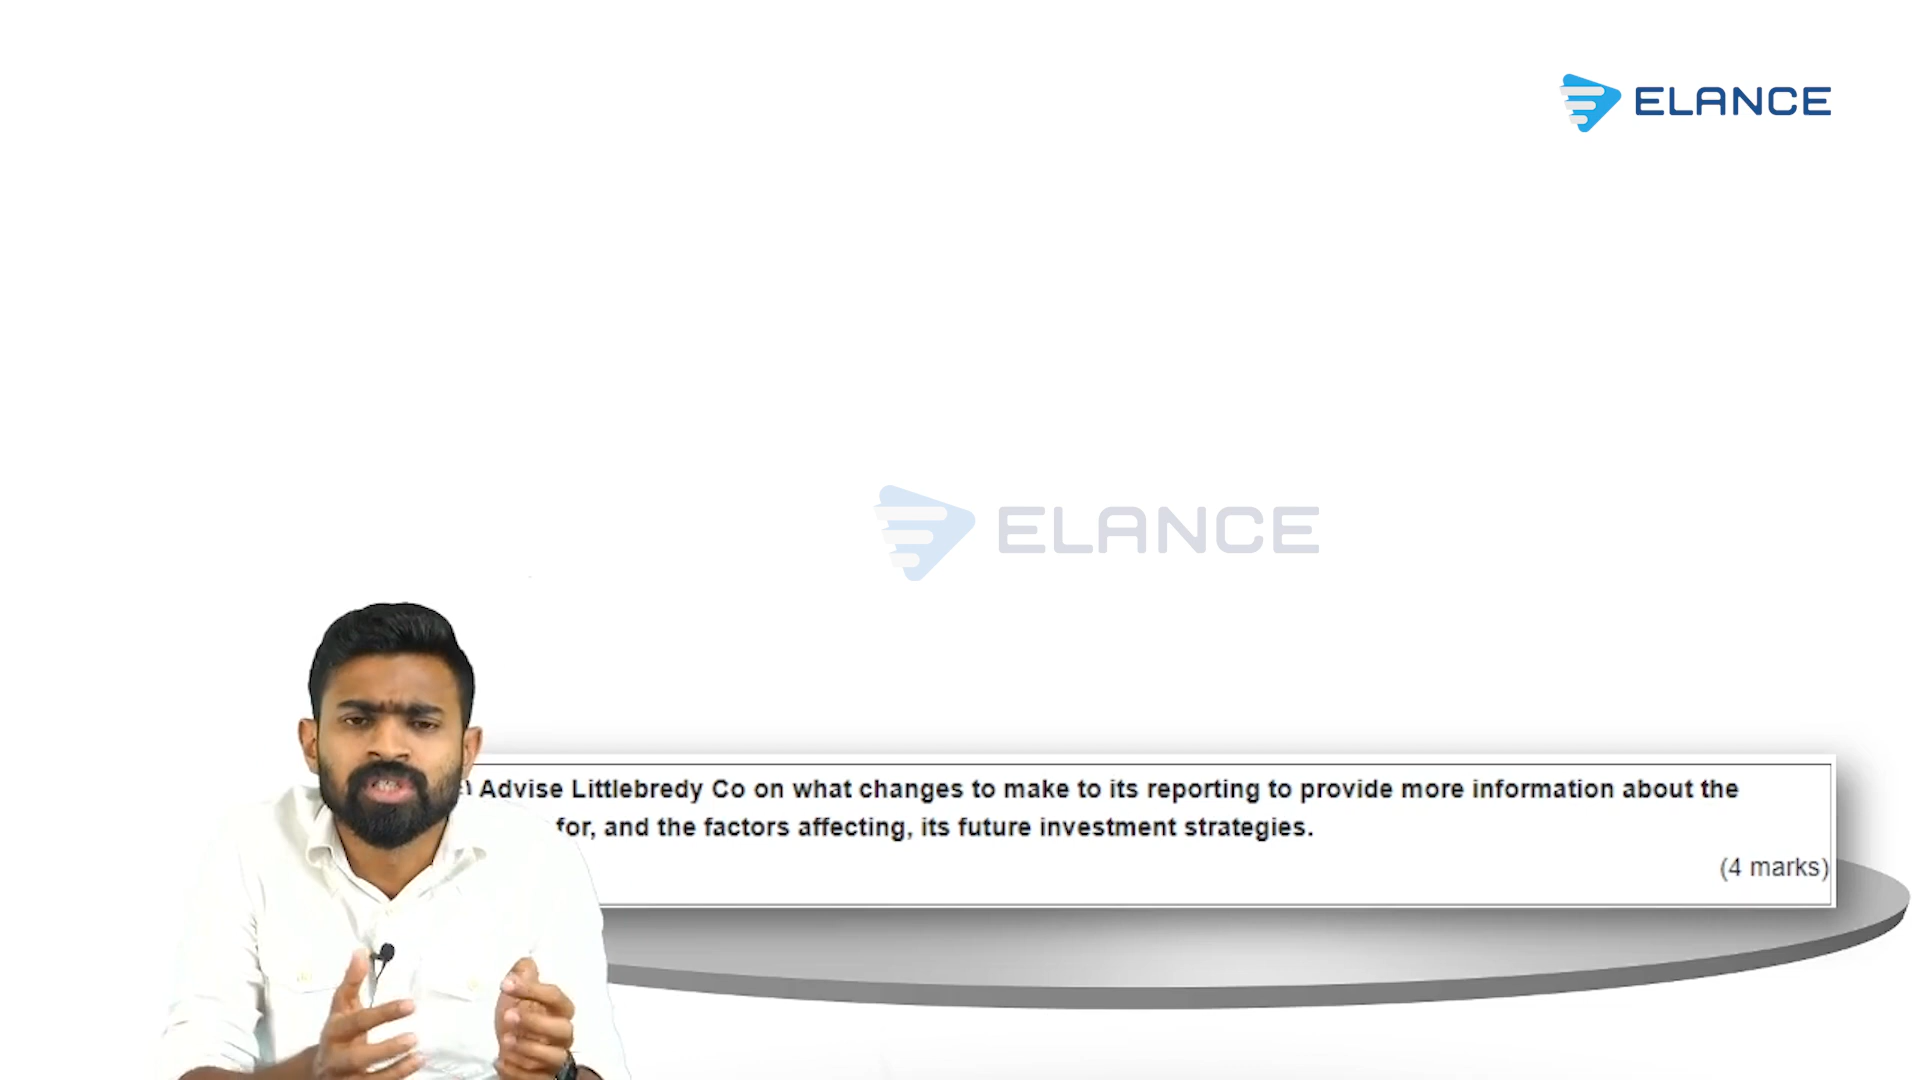 ELANCE
ELANCE
Advise Littlebredy Co on what changes to make to its reporting to provide more information about the
for, and the factors affecting, its future investment strategies.
(4 marks)